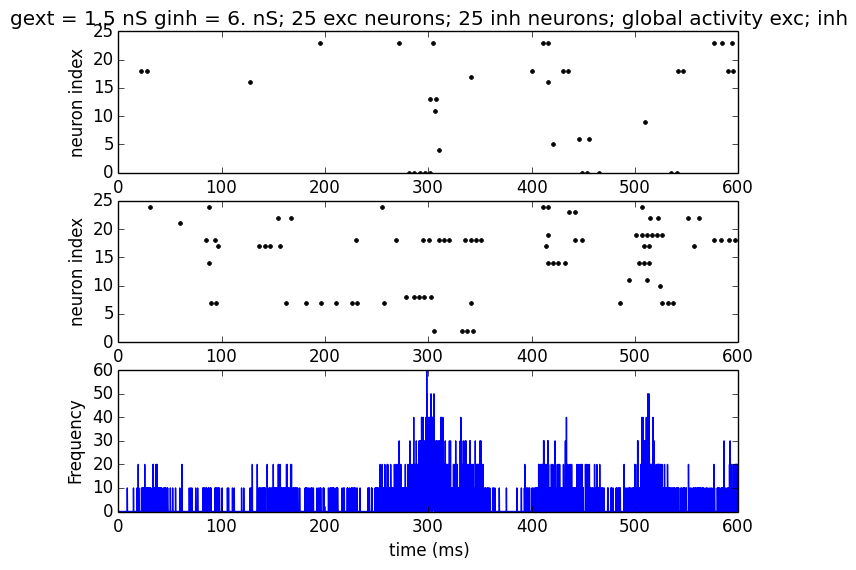 gext = 1.5 nS ginh = 6. nS; 25 exc neurons; 25 inh neurons; global activity exc; inh
25
20
15
10
5
0
neuron index
0 100 200 300 400 500 600
25
20
15
10
5
0
neuron index
0 100 200 300 400 500 600
60
50
40
30
20
10
0
Frequency
0 100 200 300 400 500 600
time (ms)